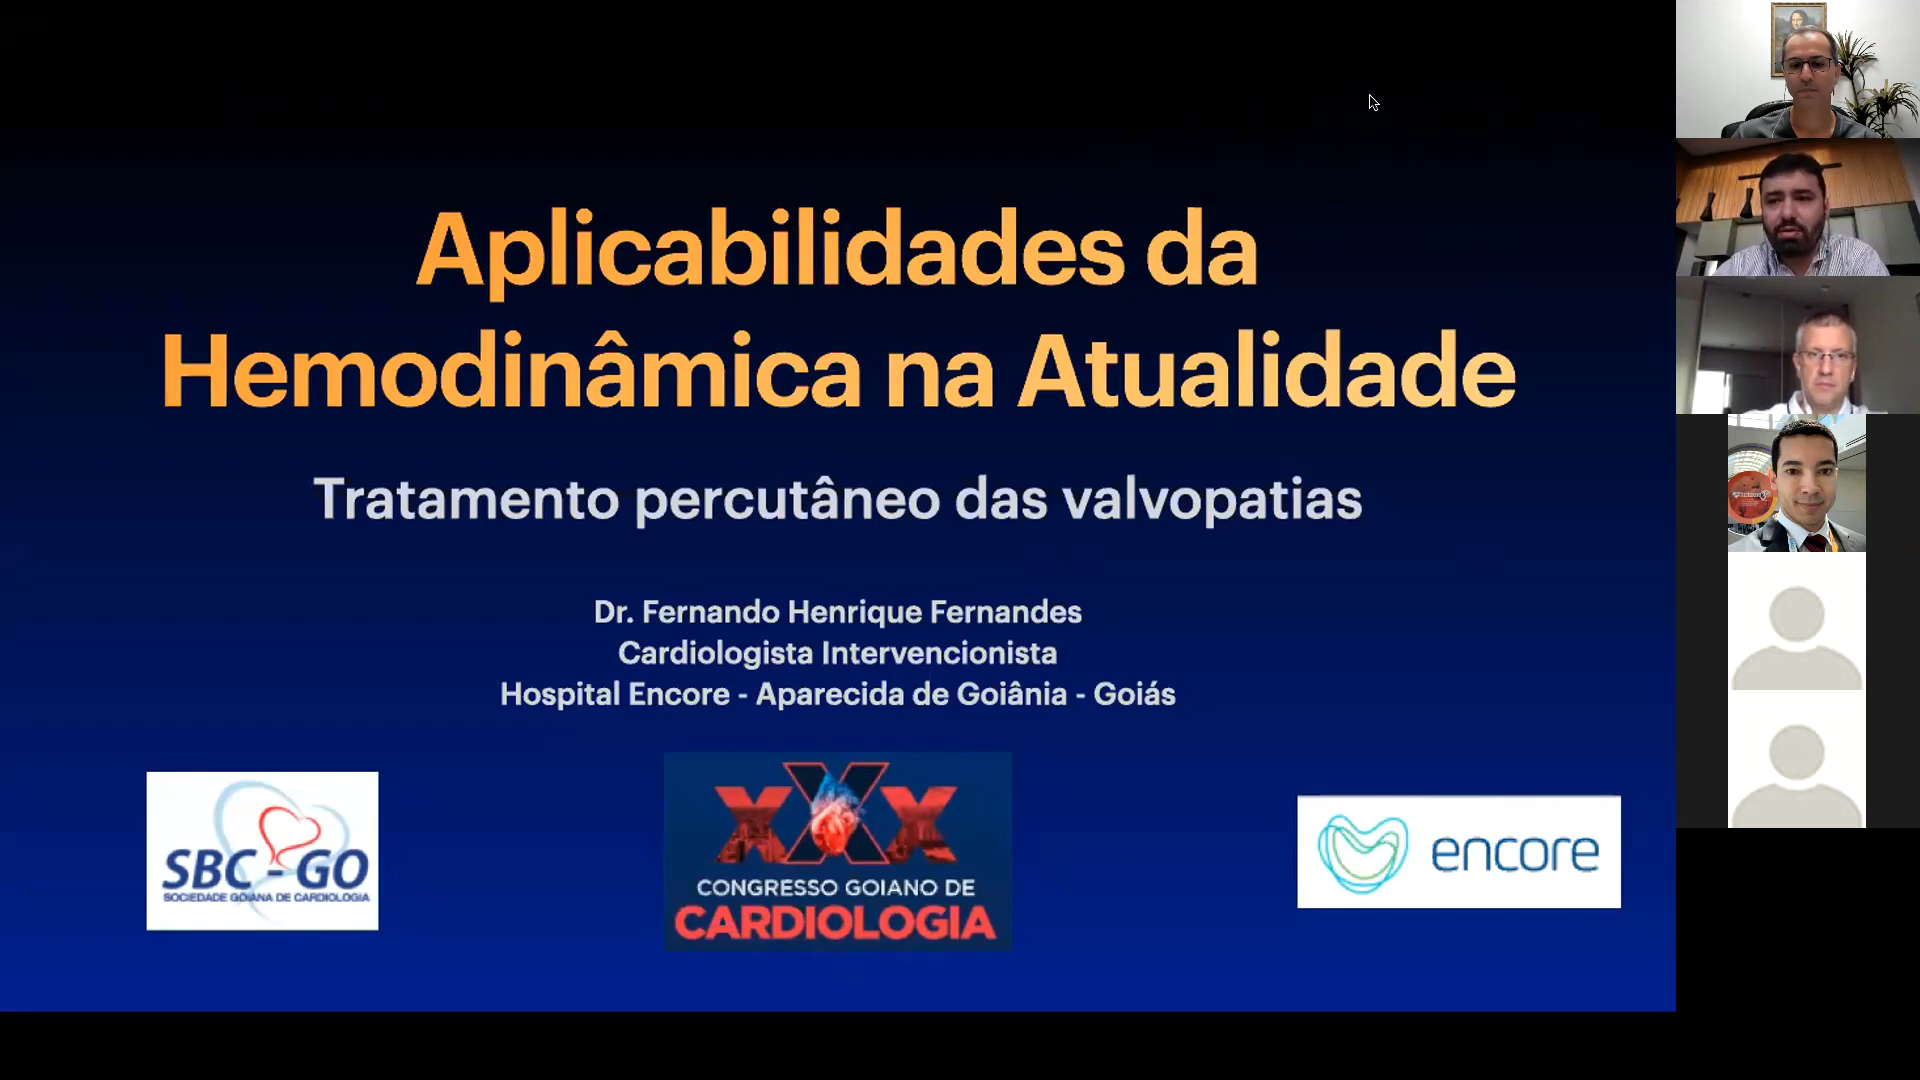 Aplicabilidades da
Hemodinâmica na Atualidade
Tratamento percutâneo das valvopatias
Dr. Fernando Henrique Fernandes
Cardiologista Intervencionista
Hospital Encore - Aparecida de Goiânia - Goiás
SBC - GO
SOCIEDADE GOIANA DE CARDIOLOGIA
XXX
CONGRESSO GOIANO DE
CARDIOLOGIA
encore